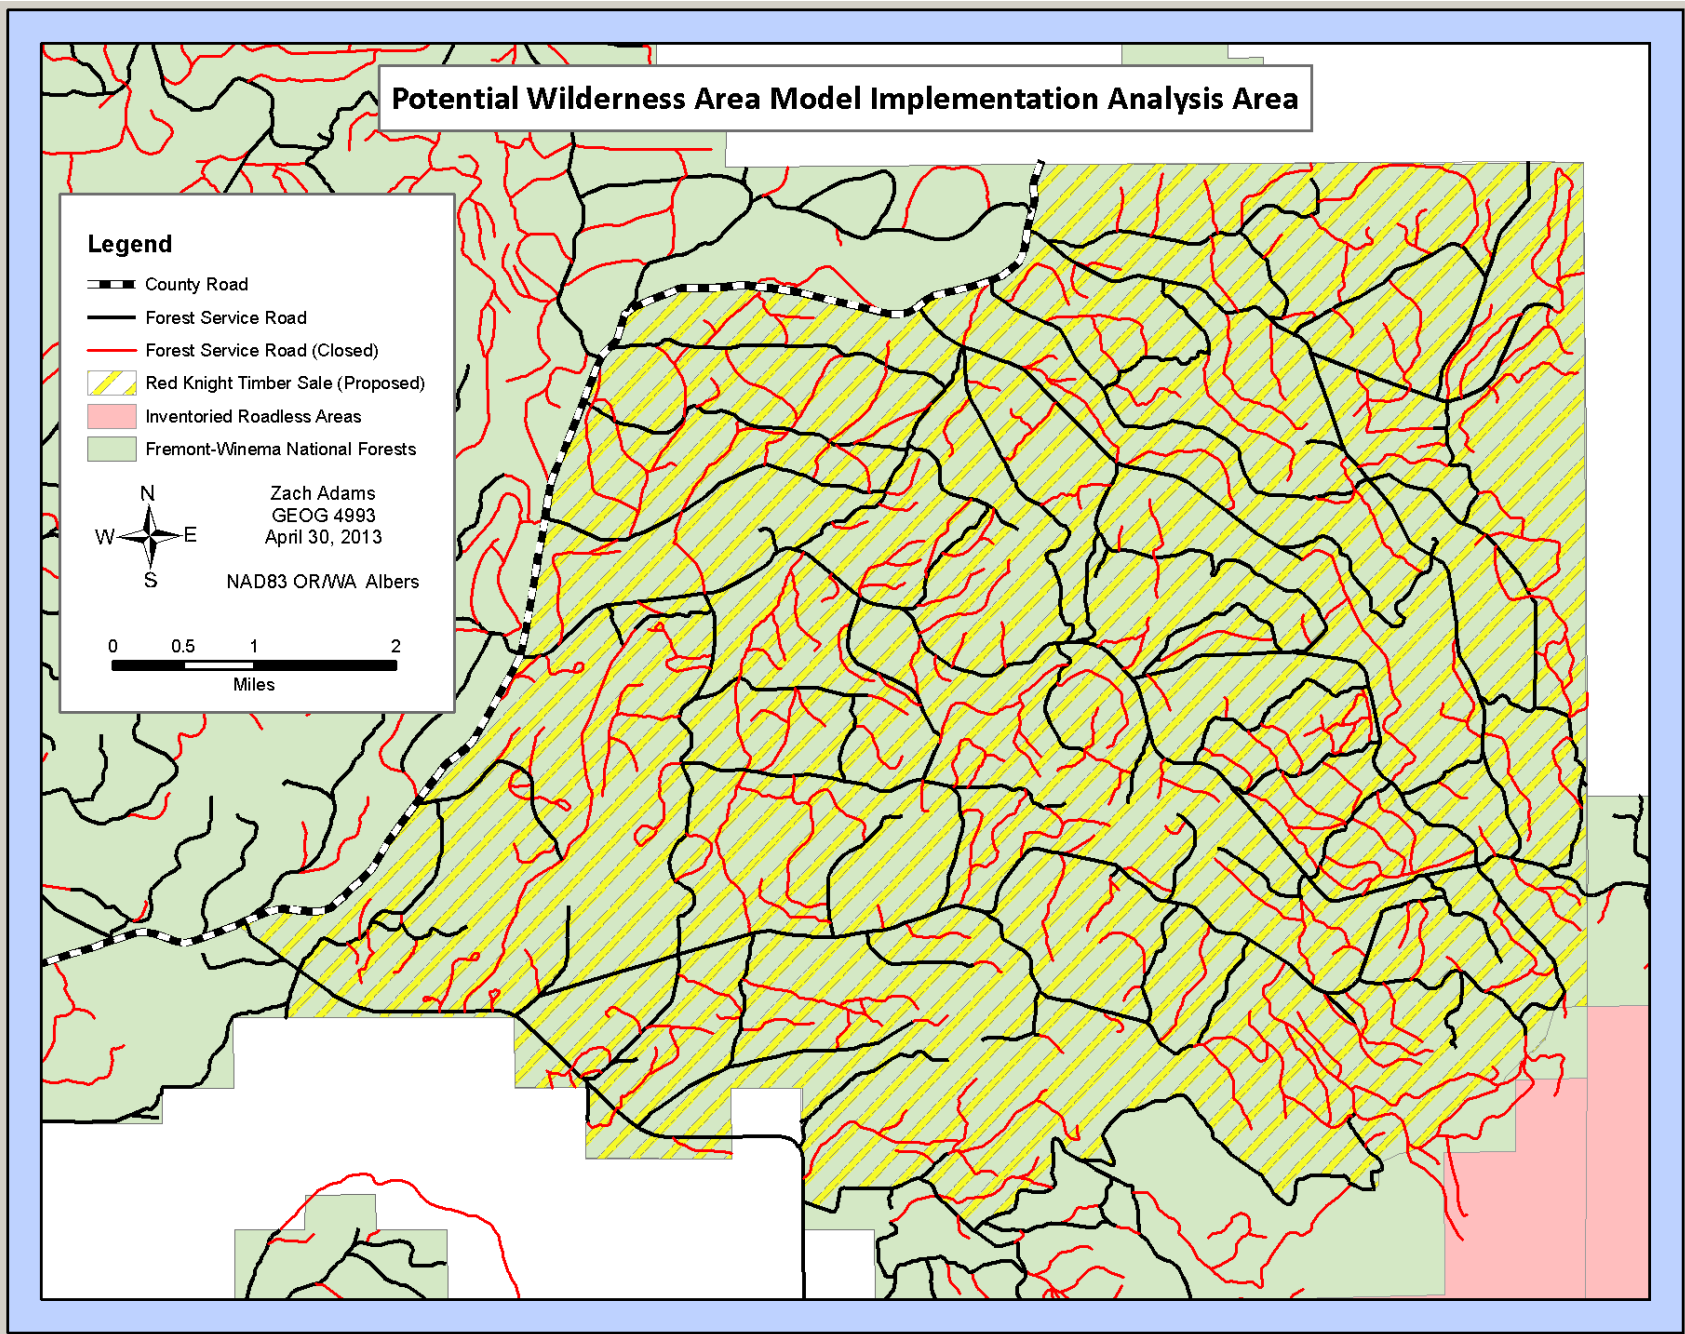 Potential Wilderness Area Model Implementation Analysis Area
Legend
County Road
Forest Service Road
Forest Service Road (Closed)
Red Knight Timber Sale (Proposed)
Inventoried Roadless Areas
Fremont-Winema National Forests
N
W E
S
Zach Adams
GEOG 4993
April 30, 2013
NAD83 OR/WA Albers
0 0.5 1 2
Miles